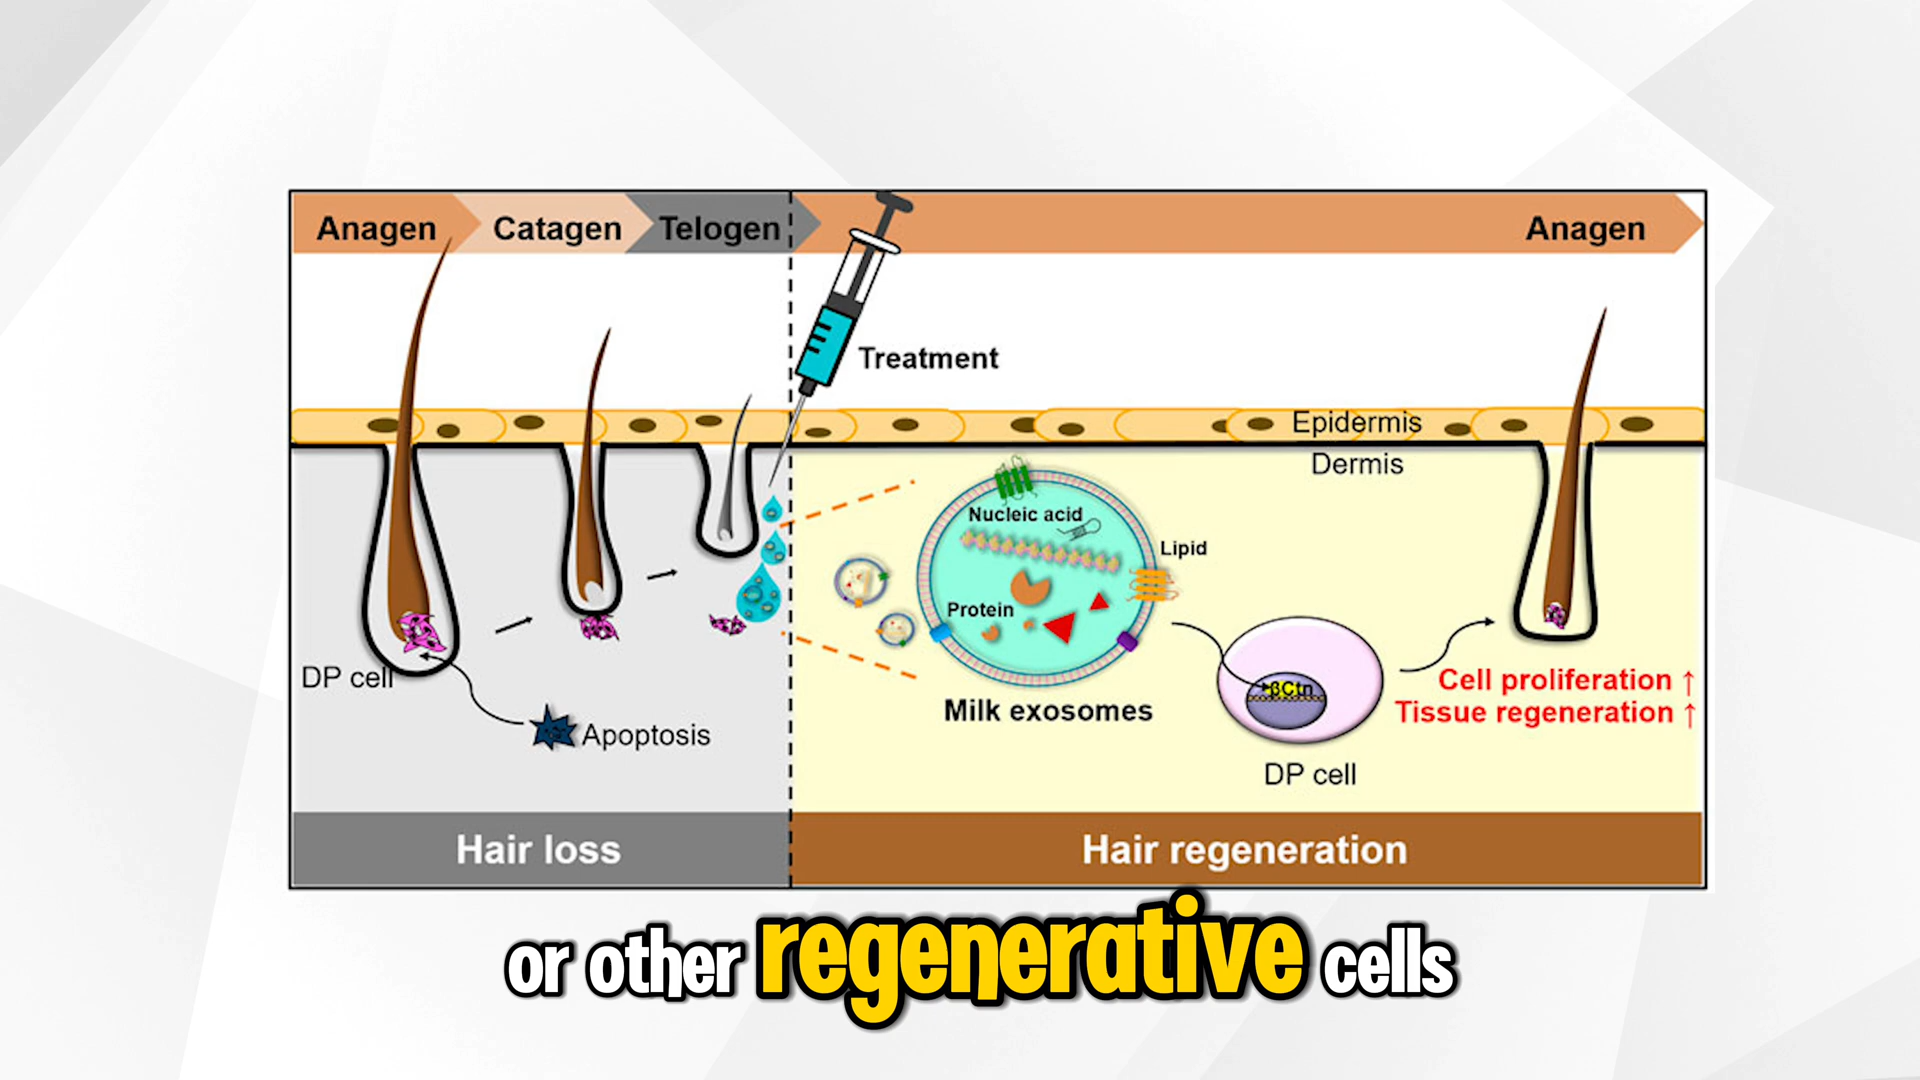 Anagen
Catagen
Telogen
Anagen
Treatment
Epidermis
Dermis
Nucleic acid
Lipid
Protein
Milk exosomes
βCtn
DP cell
Cell proliferation ↑
Tissue regeneration ↑
DP cell
Apoptosis
Hair loss
Hair regeneration
or other regenerative cells